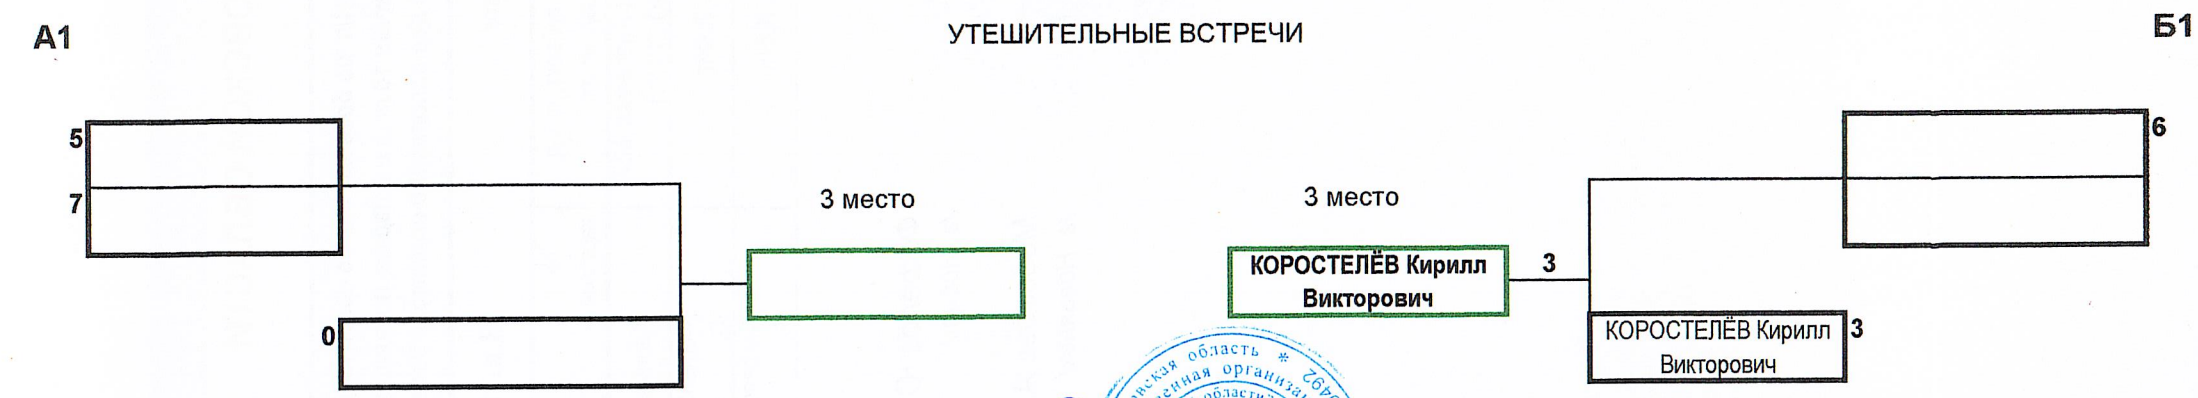 А1
УТЕШИТЕЛЬНЫЕ ВСТРЕЧИ
Б1
5
7
3 место
3 место
6
КОРОСТЕЛЁВ Кирилл
Викторович
3
0
КОРОСТЕЛЁВ Кирилл
Викторович
3
область *
области